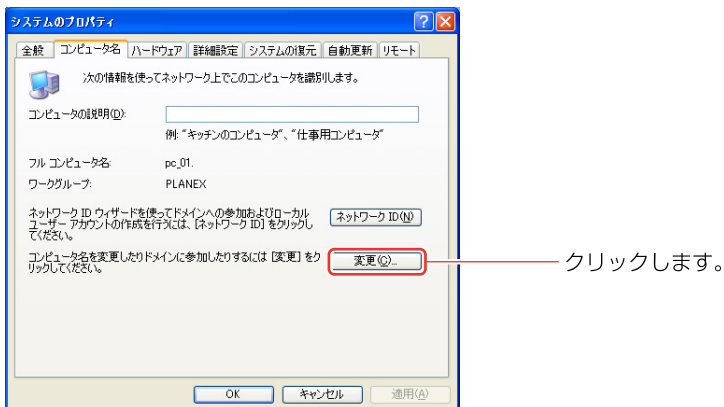 システムのプロパティ
全般 コンピュータ名 ハードウェア 詳細設定 システムの復元 自動更新 リモート
次の情報を使ってネットワーク上でこのコンピュータを識別します。
コンピュータの説明(D):
例: "キッチンのコンピュータ"、"仕事用コンピュータ"
フル コンピュータ名: pc_01.
ワークグループ: PLANEX
ネットワーク ID ウィザードを使ってドメインへの参加およびローカル
ユーザー アカウントの作成を行うには、[ネットワーク ID] をクリックし
てください。
ネットワーク ID(N)
コンピュータ名を変更したりドメインに参加したりするには [変更] をク
リックしてください。
変更(C)...
クリックします。
OK キャンセル 適用(A)